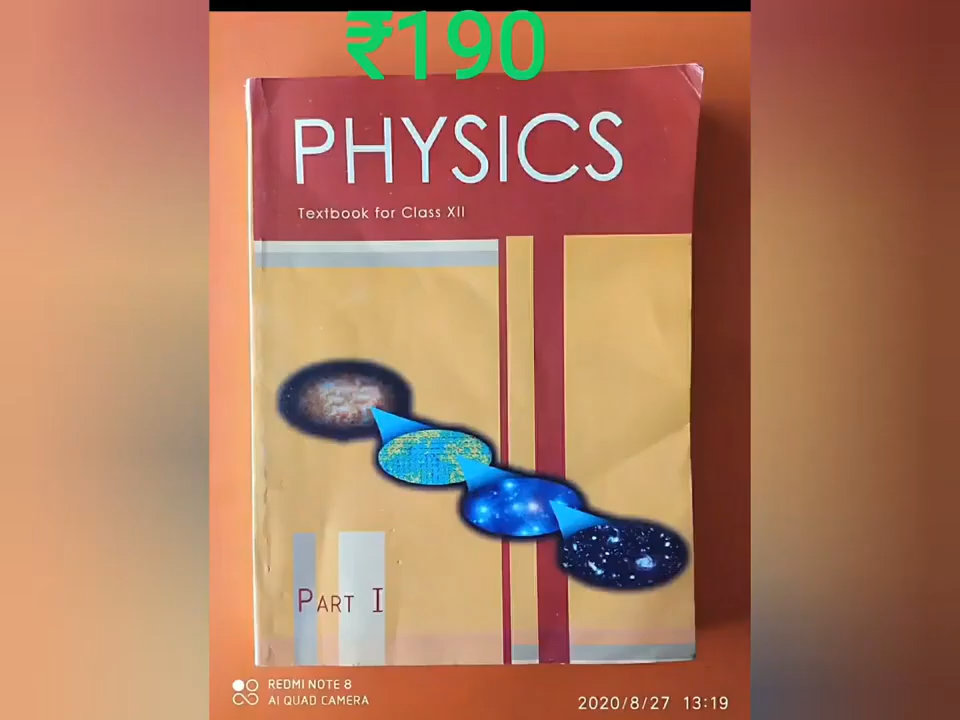 ₹190
PHYSICS
Textbook for Class XII
PART I
REDMI NOTE 8
AI QUAD CAMERA
2020/8/27 13:19